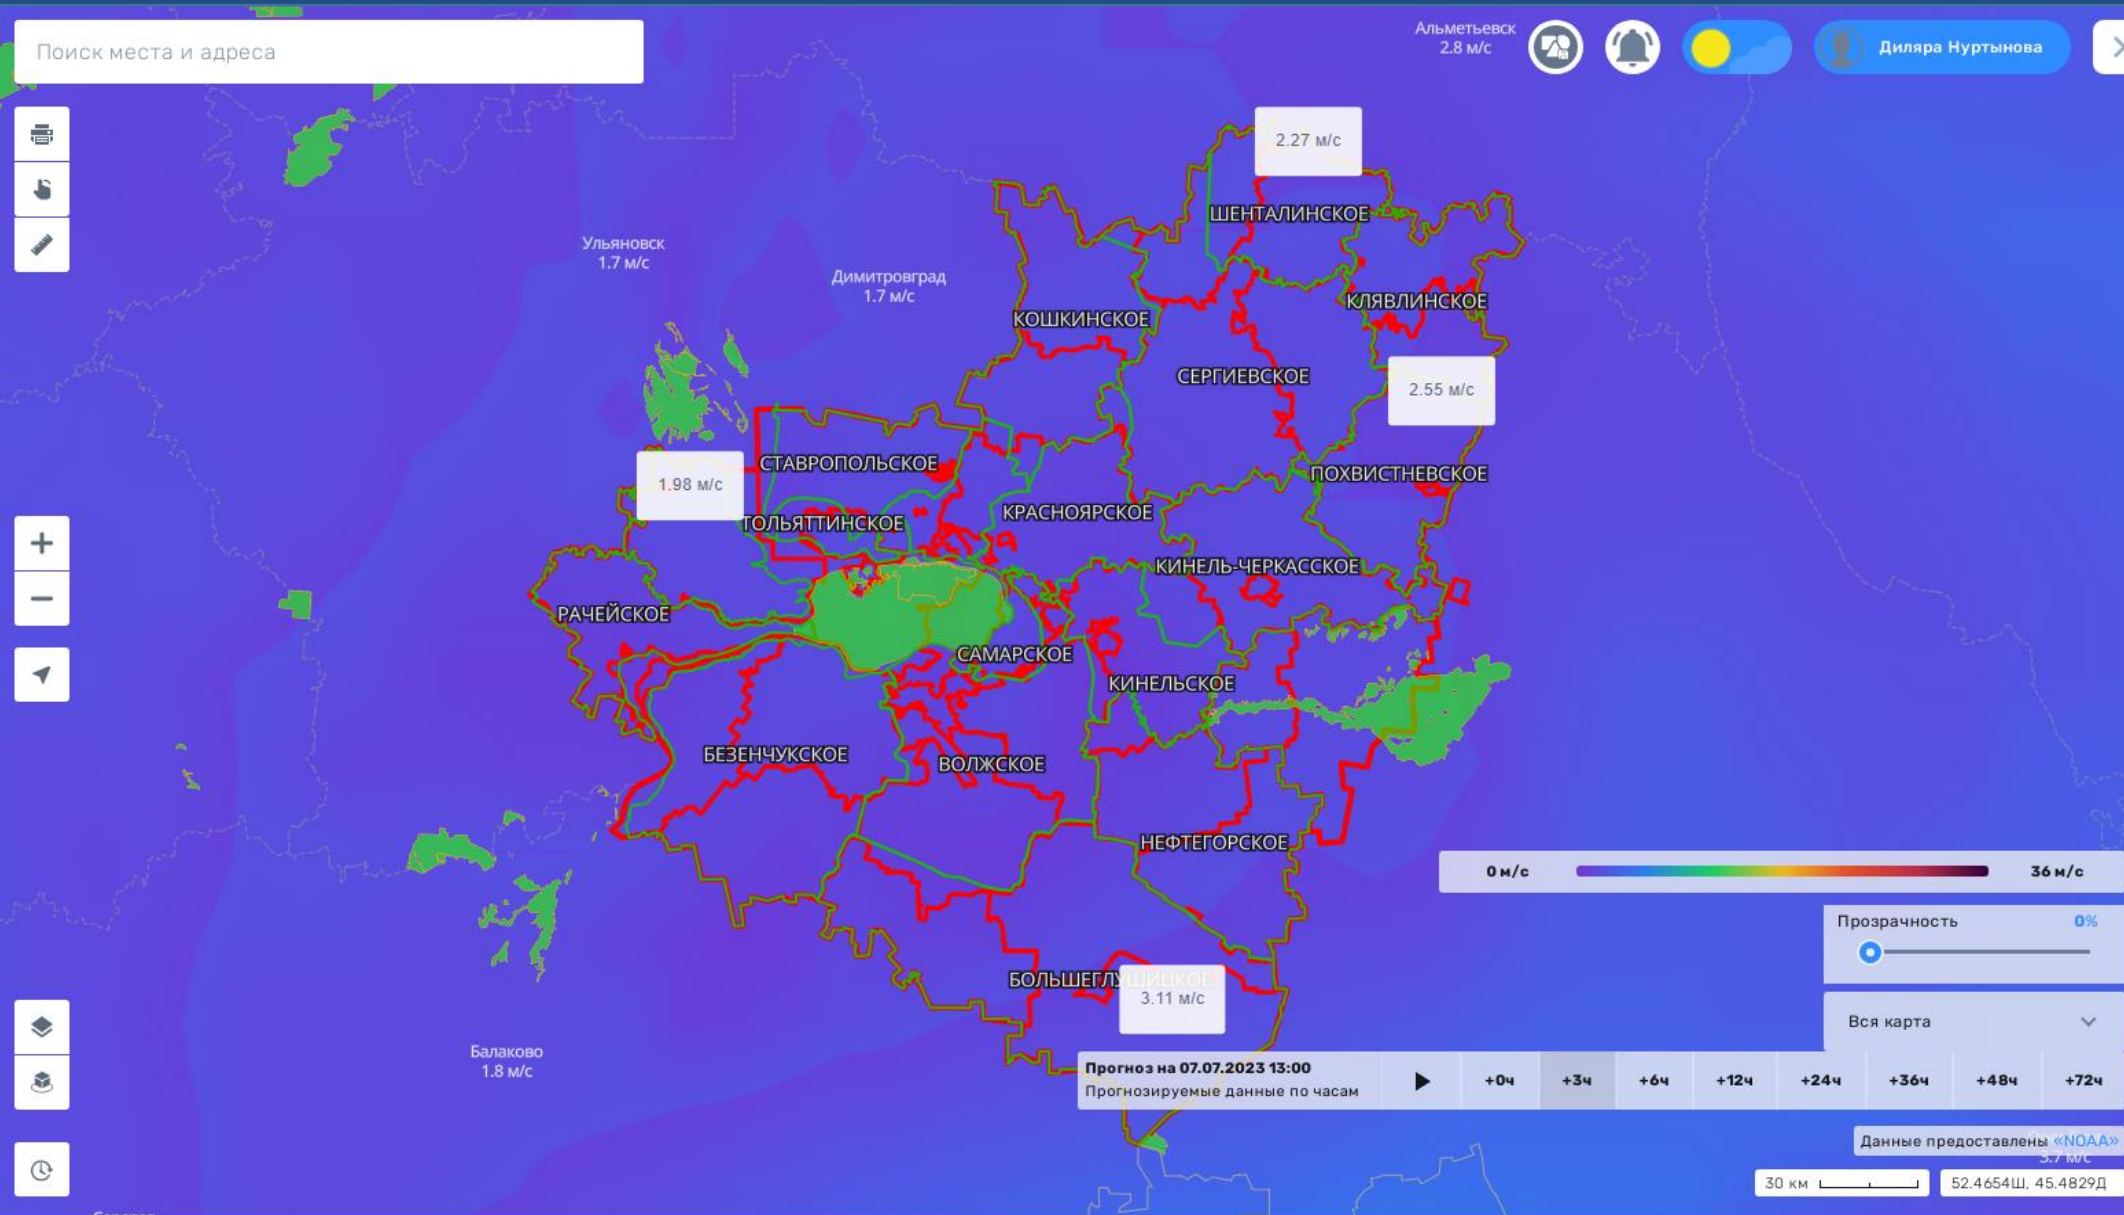 Поиск места и адреса
Альметьевск
2.8 м/с
Диляра Нуртынова
2.27 м/с
ШЕНТАЛИНСКОЕ
Ульяновск
1.7 м/с
Димитровград
1.7 м/с
КЛЯВЛИНСКОЕ
КОШКИНСКОЕ
СЕРГИЕВСКОЕ
2.55 м/с
СТАВРОПОЛЬСКОЕ
ПОХВИСТНЕВСКОЕ
1.98 м/с
КРАСНОЯРСКОЕ
ТОЛЬЯТТИНСКОЕ
КИНЕЛЬ-ЧЕРКАССКОЕ
РАЧЕЙСКОЕ
САМАРСКОЕ
КИНЕЛЬСКОЕ
БЕЗЕНЧУКСКОЕ
ВОЛЖСКОЕ
НЕФТЕГОРСКОЕ
0 м/с
36 м/с
Прозрачность
0%
БОЛЬШЕГЛУШИЦКОЕ
3.11 м/с
Вся карта
Балаково
1.8 м/с
Прогноз на 07.07.2023 13:00
Прогнозируемые данные по часам
+0ч
+3ч
+6ч
+12ч
+24ч
+36ч
+48ч
+72ч
Данные предоставлены «NOAA»
3.7 м/с
30 км
52.4654Ш, 45.4829Д